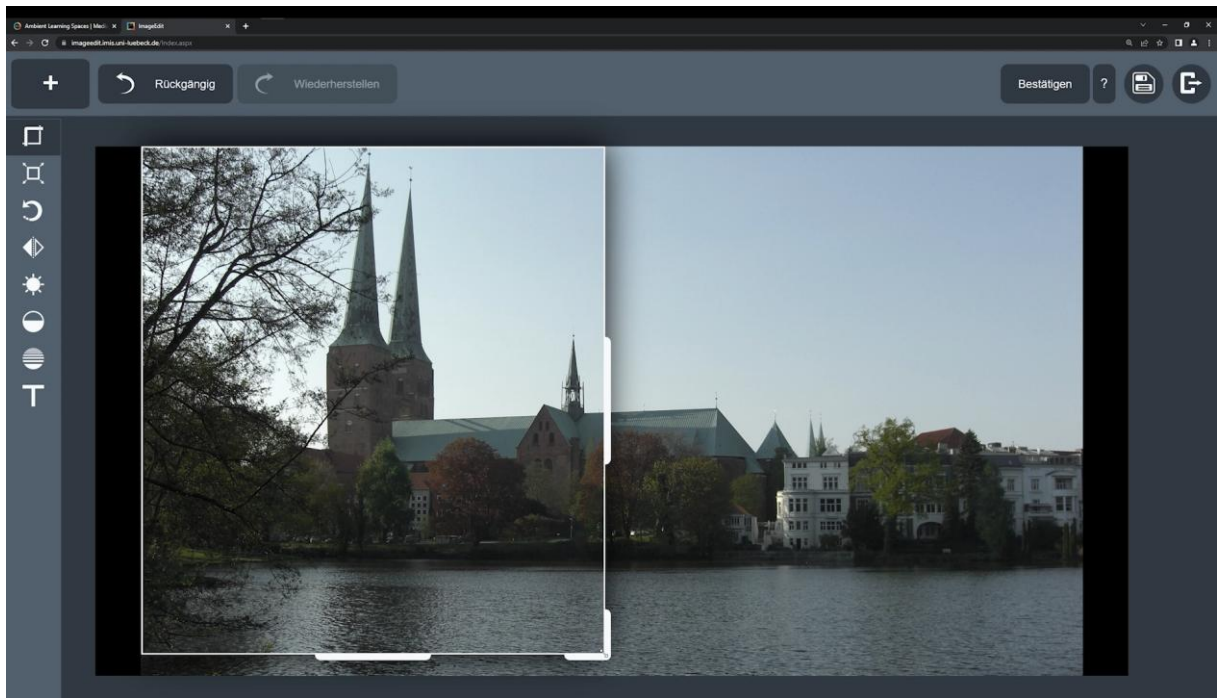 Ambient Learning Spaces | Medi
ImageEdit
imageedit.imis.uni-luebeck.de/index.aspx
Rückgängig
Wiederherstellen
Bestätigen
?